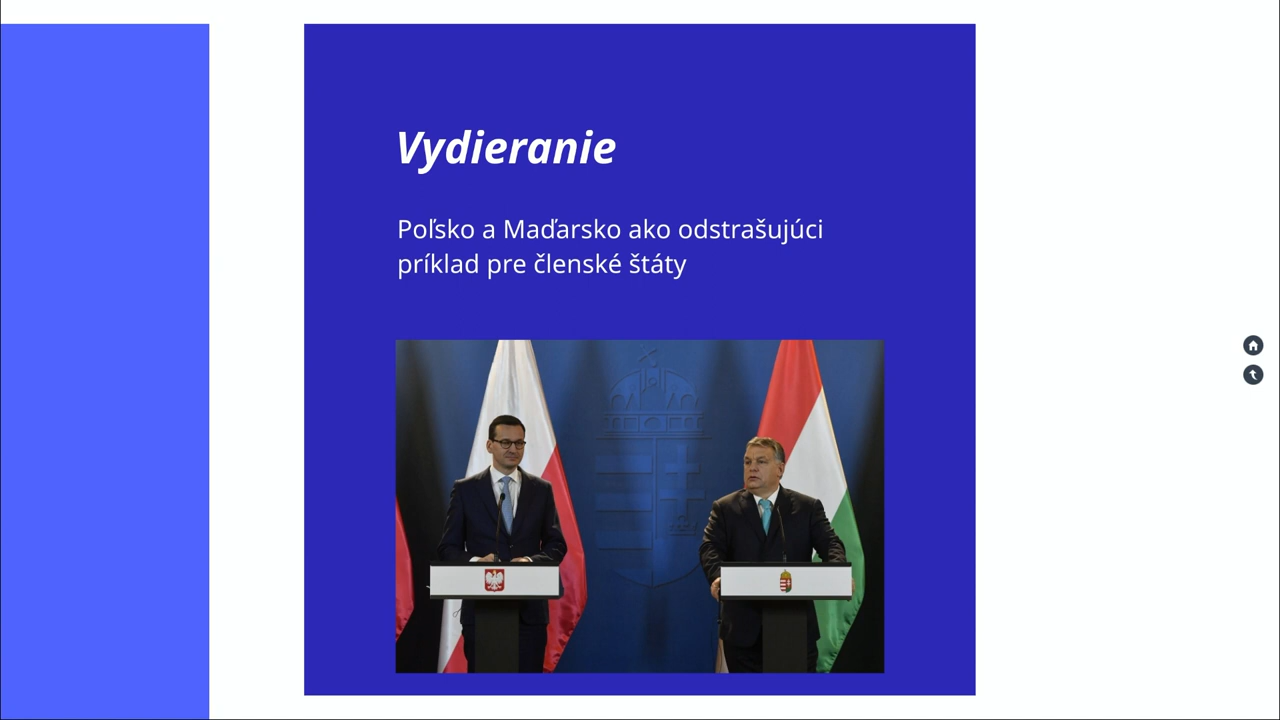 Vydieranie
Poľsko a Maďarsko ako odstrašujúci
príklad pre členské štáty